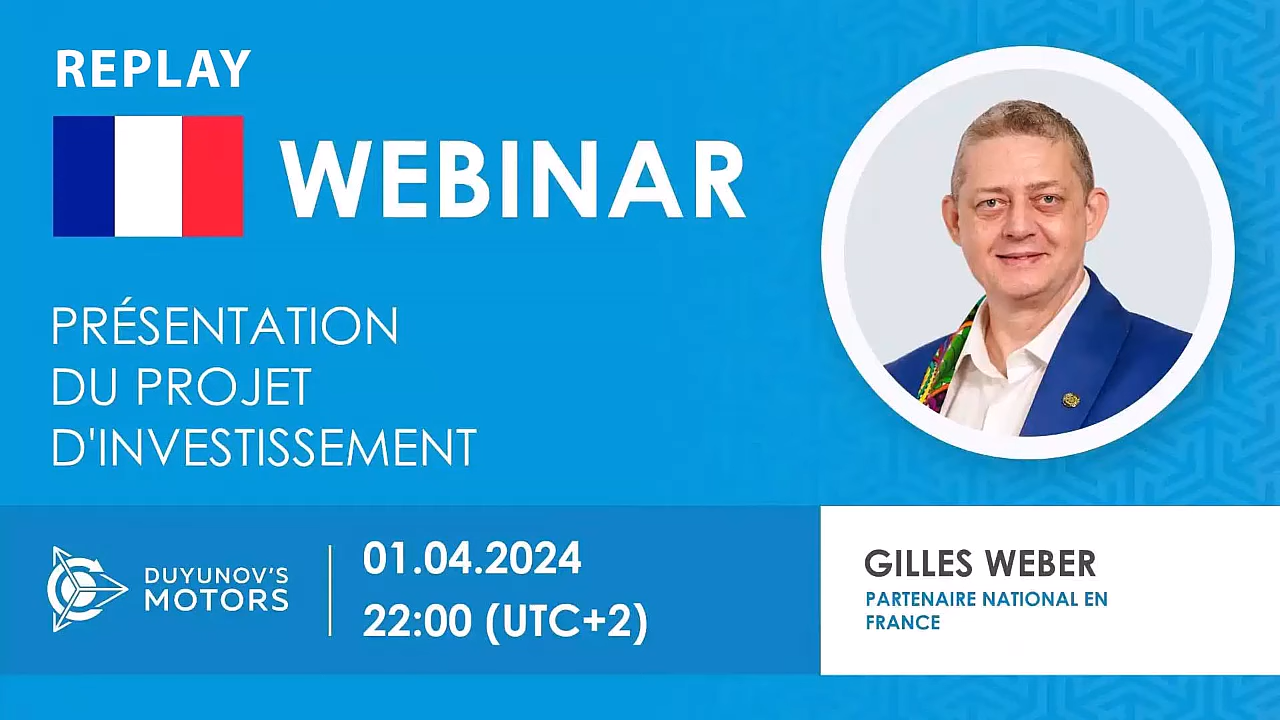 REPLAY
WEBINAR
PRÉSENTATION
DU PROJET
D'INVESTISSEMENT
DUYUNOV'S
MOTORS
01.04.2024
22:00 (UTC+2)
GILLES WEBER
PARTENAIRE NATIONAL EN
FRANCE